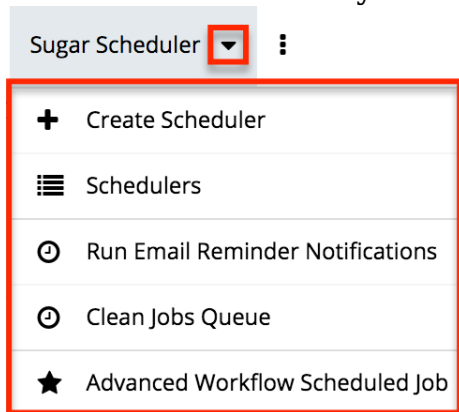 Sugar Scheduler
Create Scheduler
Schedulers
Run Email Reminder Notifications
Clean Jobs Queue
Advanced Workflow Scheduled Job